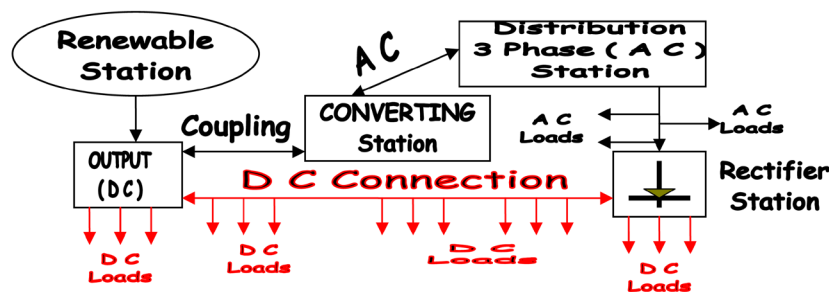 Renewable
Station
A C
Distribution
3 Phase ( A C )
Station
Coupling
CONVERTING
Station
A C
Loads
A C
Loads
OUTPUT
(DC)
D C Connection
Rectifier
Station
D C
Loads
D C
Loads
D C
Loads
D C
Loads